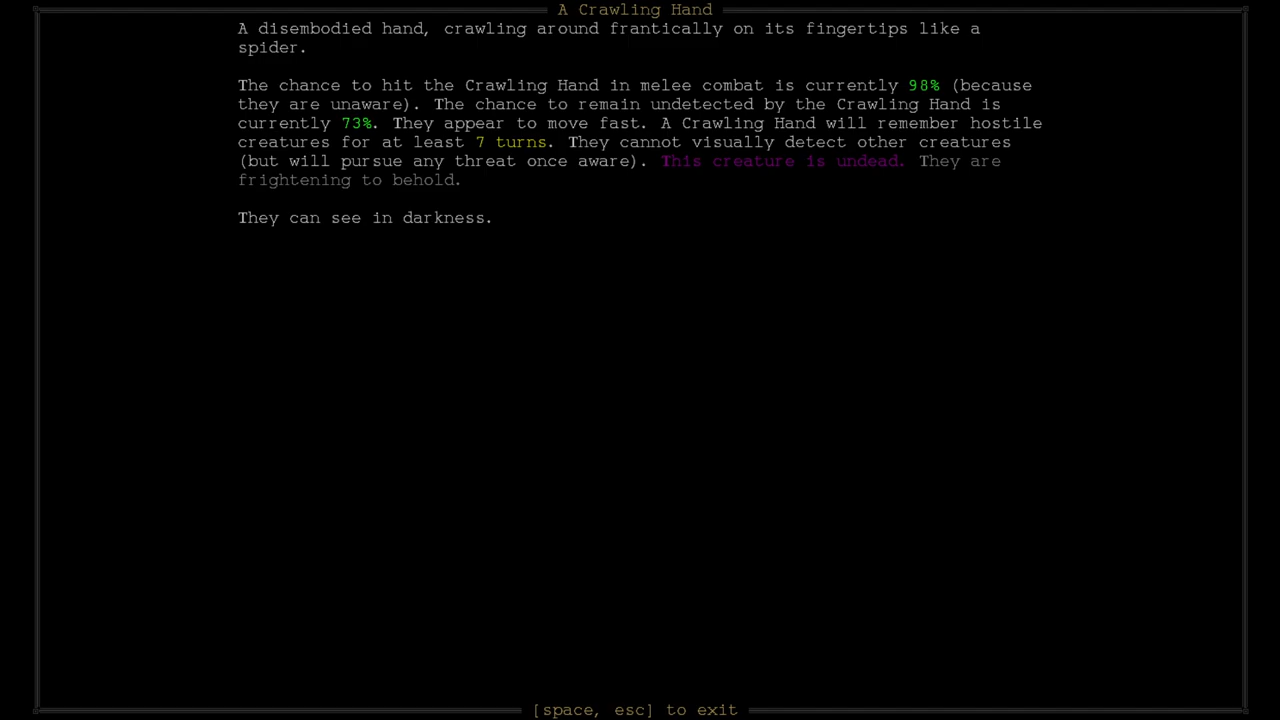 A Crawling Hand
A disembodied hand, crawling around frantically on its fingertips like a
spider.
The chance to hit the Crawling Hand in melee combat is currently 98% (because
they are unaware). The chance to remain undetected by the Crawling Hand is
currently 73%. They appear to move fast. A Crawling Hand will remember hostile
creatures for at least 7 turns. They cannot visually detect other creatures
(but will pursue any threat once aware). This creature is undead. They are
frightening to behold.
They can see in darkness.
[space, esc] to exit